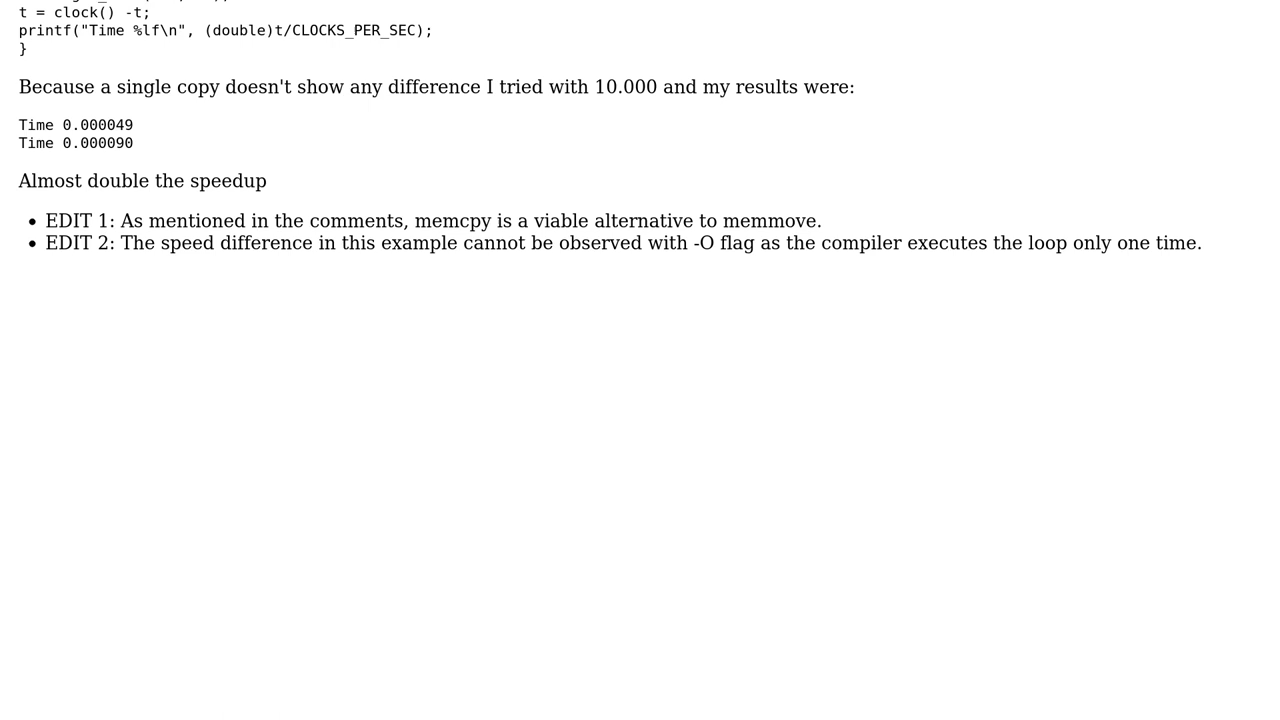 t = clock() -t;
printf("Time %lf\n", (double)t/CLOCKS_PER_SEC);
}
Because a single copy doesn't show any difference I tried with 10.000 and my results were:
Time 0.000049
Time 0.000090
Almost double the speedup
• EDIT 1: As mentioned in the comments, memcpy is a viable alternative to memmove.
• EDIT 2: The speed difference in this example cannot be observed with -O flag as the compiler executes the loop only one time.